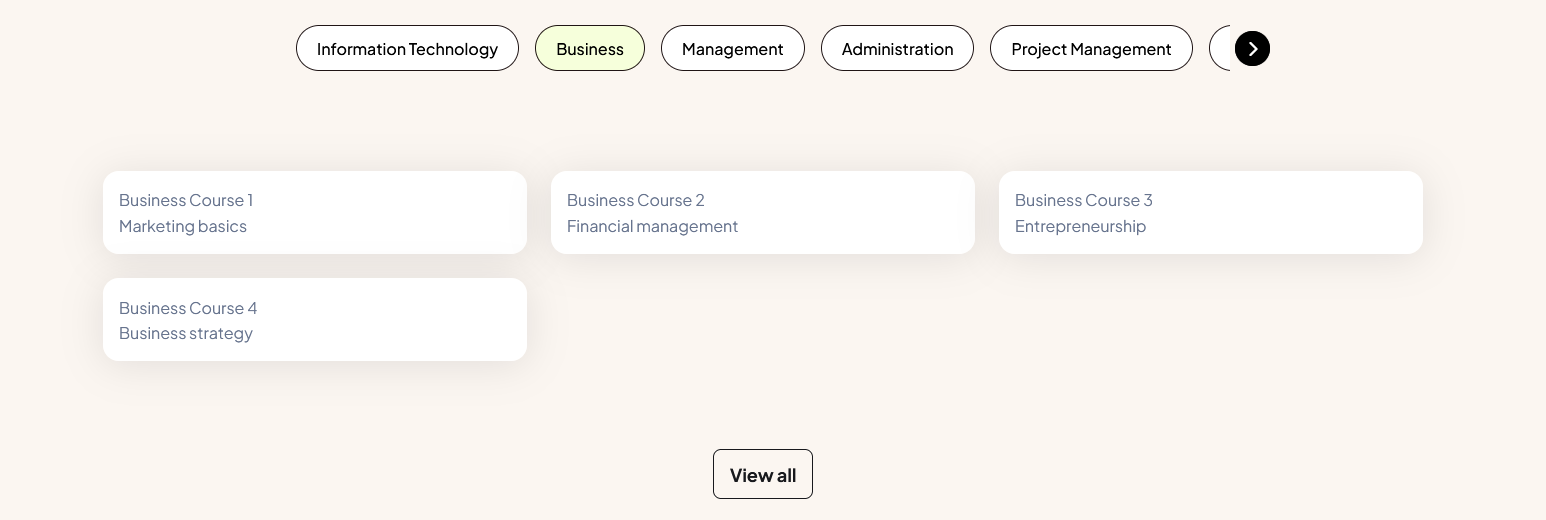 Information Technology
Business
Management
Administration
Project Management
Business Course 1
Marketing basics
Business Course 2
Financial management
Business Course 3
Entrepreneurship
Business Course 4
Business strategy
View all